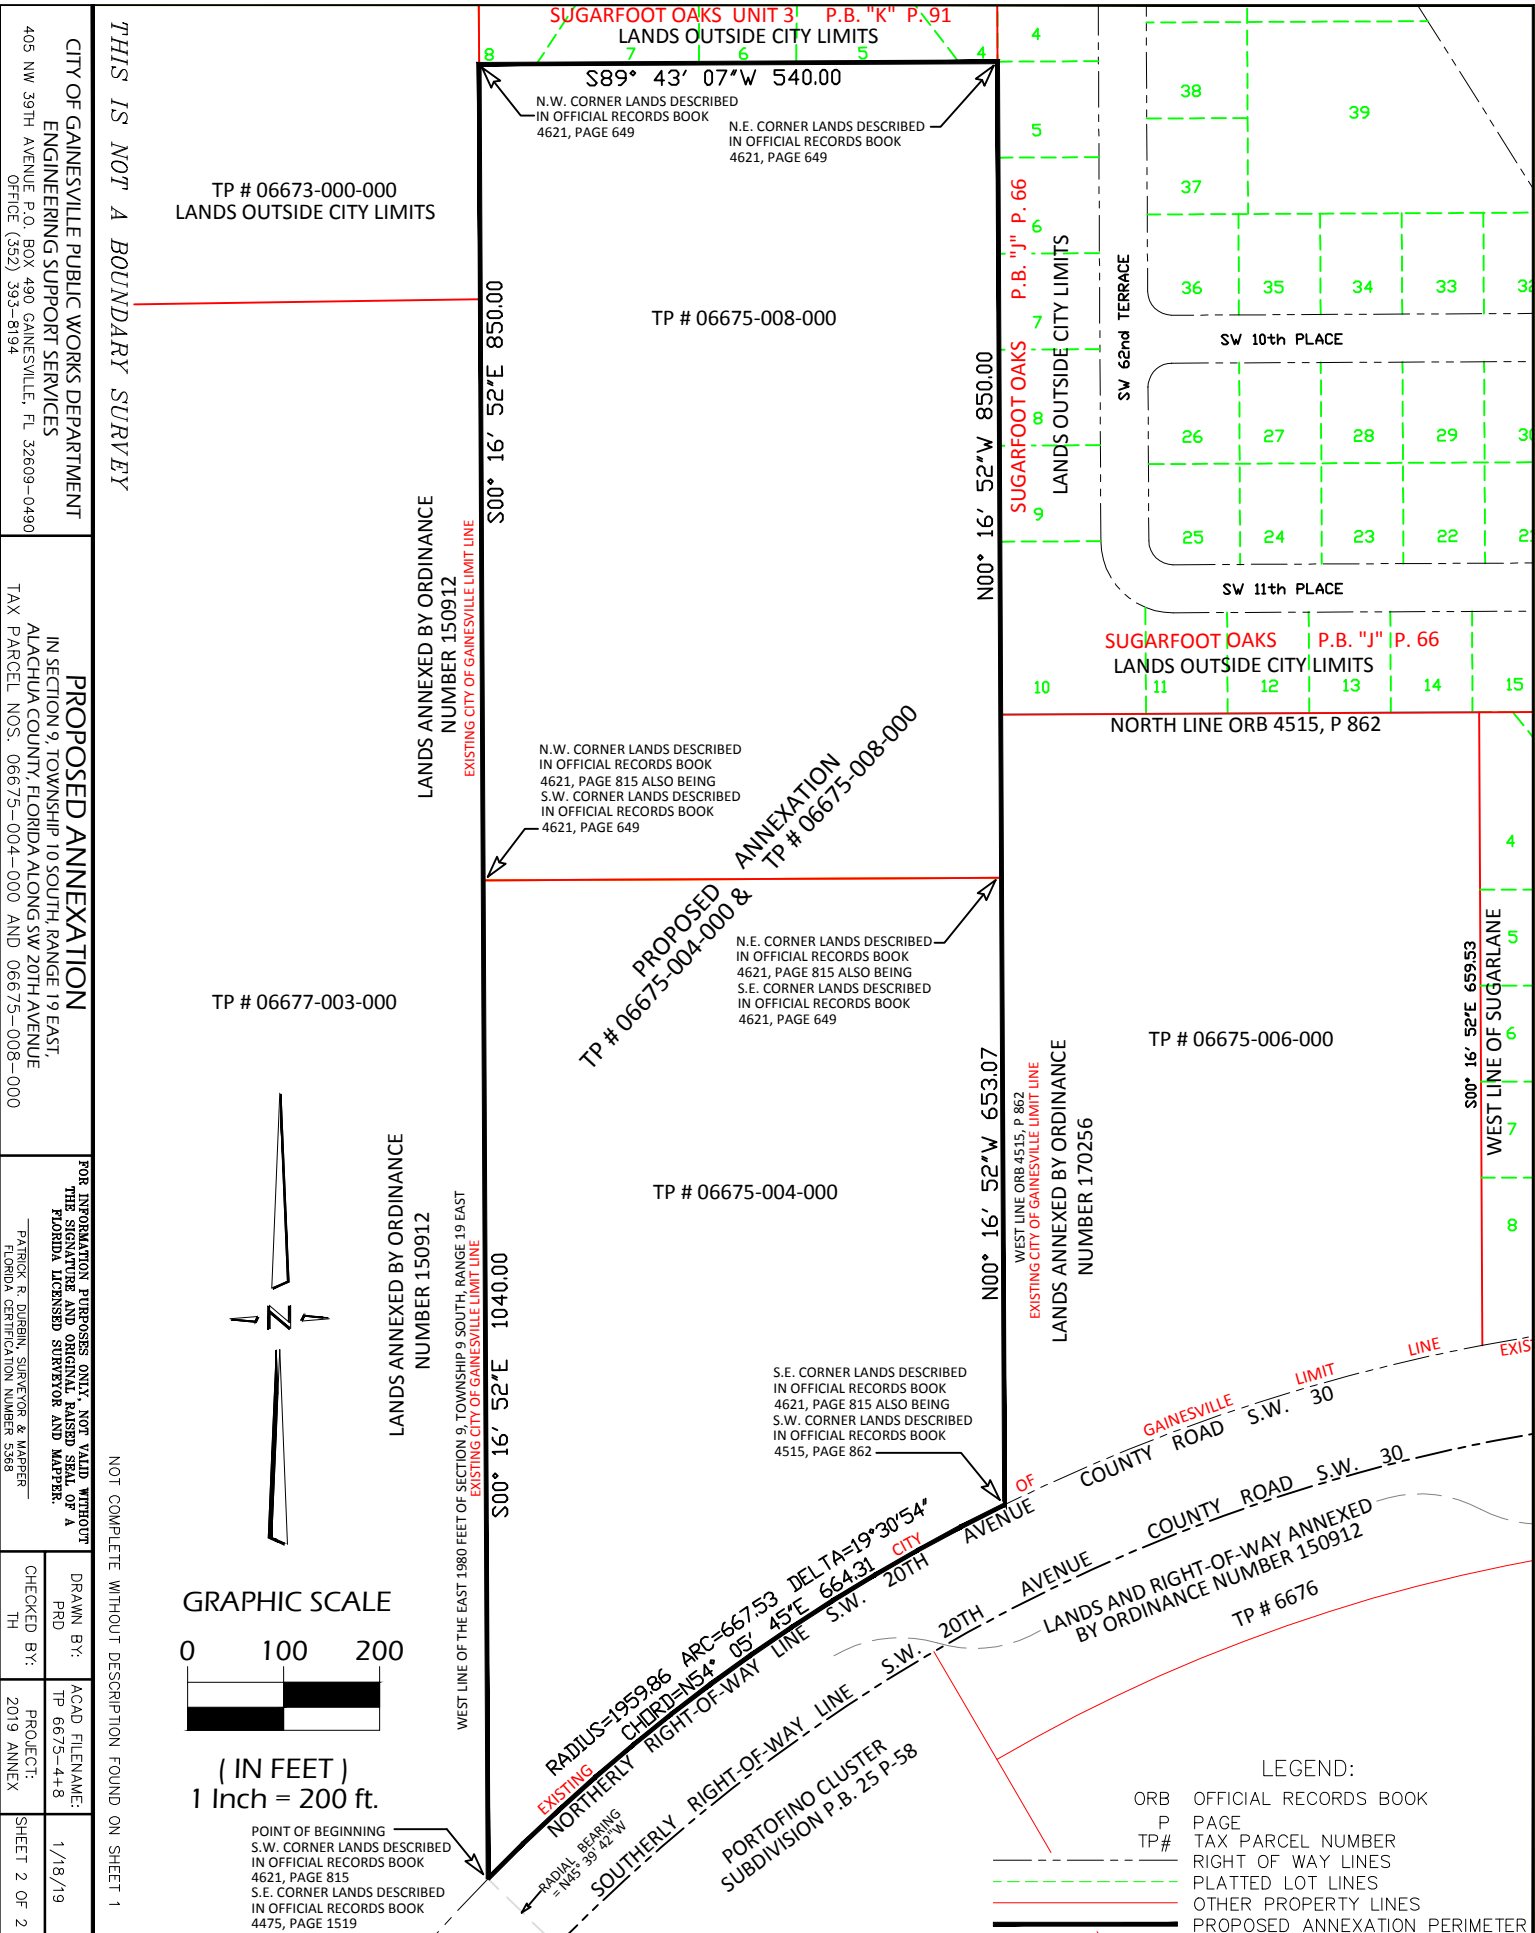 SUGARFOOT OAKS UNIT 3 P.B. "K" P. 91
LANDS OUTSIDE CITY LIMITS
8
7
6
5
4
S89° 43' 07"W 540.00
N.W. CORNER LANDS DESCRIBED
IN OFFICIAL RECORDS BOOK
4621, PAGE 649
N.E. CORNER LANDS DESCRIBED
IN OFFICIAL RECORDS BOOK
4621, PAGE 649
TP # 06673-000-000
LANDS OUTSIDE CITY LIMITS
TP # 06675-008-000
S00° 16' 52"E 850.00
N00° 16' 52"W 850.00
4
5
6
7
8
9
10
SUGARFOOT OAKS P.B. "J" P. 66
LANDS OUTSIDE CITY LIMITS
SW 62nd TERRACE
38
39
37
36
35
34
33
32
SW 10th PLACE
26
27
28
29
30
25
24
23
22
SW 11th PLACE
SUGARFOOT OAKS P.B. "J" P. 66
LANDS OUTSIDE CITY LIMITS
11
12
13
14
15
NORTH LINE ORB 4515, P 862
LANDS ANNEXED BY ORDINANCE
NUMBER 150912
EXISTING CITY OF GAINESVILLE LIMIT LINE
N.W. CORNER LANDS DESCRIBED
IN OFFICIAL RECORDS BOOK
4621, PAGE 815 ALSO BEING
S.W. CORNER LANDS DESCRIBED
IN OFFICIAL RECORDS BOOK
4621, PAGE 649
PROPOSED ANNEXATION
TP # 06675-004-000 & TP # 06675-008-000
N.E. CORNER LANDS DESCRIBED
IN OFFICIAL RECORDS BOOK
4621, PAGE 815 ALSO BEING
S.E. CORNER LANDS DESCRIBED
IN OFFICIAL RECORDS BOOK
4621, PAGE 649
TP # 06677-003-000
TP # 06675-006-000
TP # 06675-004-000
4
5
6
7
8
S00° 16' 52"E 659.53
WEST LINE OF SUGARLANE
N00° 16' 52"W 653.07
WEST LINE ORB 4515, P 862
EXISTING CITY OF GAINESVILLE LIMIT LINE
LANDS ANNEXED BY ORDINANCE
NUMBER 170256
LANDS ANNEXED BY ORDINANCE
NUMBER 150912
WEST LINE OF THE EAST 1980 FEET OF SECTION 9, TOWNSHIP 9 SOUTH, RANGE 19 EAST
EXISTING CITY OF GAINESVILLE LIMIT LINE
S00° 16' 52"E 1040.00
N
S.E. CORNER LANDS DESCRIBED
IN OFFICIAL RECORDS BOOK
4621, PAGE 815 ALSO BEING
S.W. CORNER LANDS DESCRIBED
IN OFFICIAL RECORDS BOOK
4515, PAGE 862
RADIUS=1959.86 ARC=667.53 DELTA=19°30'54"
CHORD=N54° 05' 45"E 664.31
EXISTING CITY OF GAINESVILLE LIMIT LINE
NORTHERLY RIGHT-OF-WAY LINE S.W. 20TH AVENUE COUNTY ROAD S.W. 30
SOUTHERLY RIGHT-OF-WAY LINE S.W. 20TH AVENUE COUNTY ROAD S.W. 30
LANDS AND RIGHT-OF-WAY ANNEXED
BY ORDINANCE NUMBER 150912
TP # 6676
PORTOFINO CLUSTER
SUBDIVISION P.B. 25 P-58
RADIAL BEARING
= N45° 39' 42"W
GRAPHIC SCALE
0 100 200
( IN FEET )
1 Inch = 200 ft.
POINT OF BEGINNING
S.W. CORNER LANDS DESCRIBED
IN OFFICIAL RECORDS BOOK
4621, PAGE 815
S.E. CORNER LANDS DESCRIBED
IN OFFICIAL RECORDS BOOK
4475, PAGE 1519
LEGEND:
ORB OFFICIAL RECORDS BOOK
P PAGE
TP# TAX PARCEL NUMBER
RIGHT OF WAY LINES
PLATTED LOT LINES
OTHER PROPERTY LINES
PROPOSED ANNEXATION PERIMETER
THIS IS NOT A BOUNDARY SURVEY
NOT COMPLETE WITHOUT DESCRIPTION FOUND ON SHEET 1
CITY OF GAINESVILLE PUBLIC WORKS DEPARTMENT
ENGINEERING SUPPORT SERVICES
405 NW 39TH AVENUE P.O. BOX 490 GAINESVILLE, FL 32609-0490
OFFICE (352) 393-8194
PROPOSED ANNEXATION
IN SECTION 9, TOWNSHIP 10 SOUTH, RANGE 19 EAST,
ALACHUA COUNTY, FLORIDA ALONG SW 20TH AVENUE
TAX PARCEL NOS. 06675-004-000 AND 06675-008-000
FOR INFORMATION PURPOSES ONLY, NOT VALID WITHOUT
THE SIGNATURE AND ORIGINAL RAISED SEAL OF A
FLORIDA LICENSED SURVEYOR AND MAPPER.
PATRICK R. DURBIN, SURVEYOR & MAPPER
FLORIDA CERTIFICATION NUMBER 5368
DRAWN BY:
PRD
CHECKED BY:
TH
ACAD FILENAME:
TP 6675-4+8
PROJECT:
2019 ANNEX
1/18/19
SHEET 2 OF 2